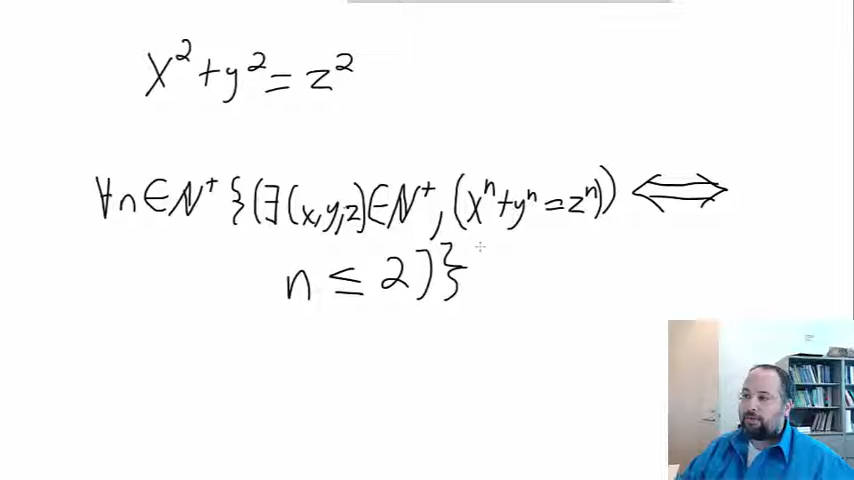 x² + y² = z²
∀n ∈ N⁺ {(∃(x,y,z) ∈ N⁺, (xⁿ + yⁿ = zⁿ)) ⟺
n ≤ 2)}